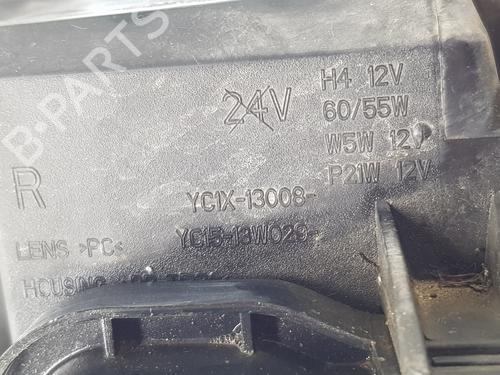 B-PARTS
24V
H4 12V
60/55W
W5W 12V
P21W 12V
R
YC1X-13008-
YC15-13W029-
LENS >PC<
HOUSING